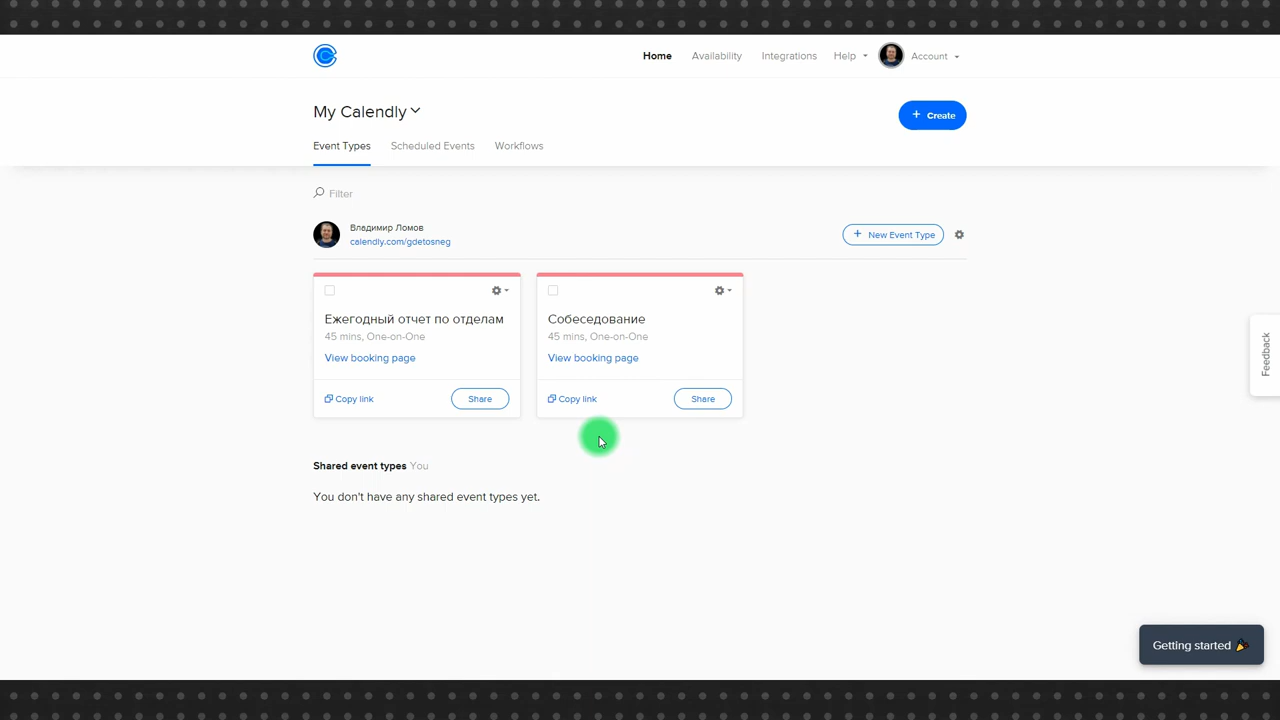 Home Availability Integrations Help Account
My Calendly
+ Create
Event Types Scheduled Events Workflows
Filter
Владимир Ломов
calendly.com/gdetosneg
+ New Event Type
Ежегодный отчет по отделам
45 mins, One-on-One
View booking page
Copy link Share
Собеседование
45 mins, One-on-One
View booking page
Copy link Share
Feedback
Shared event types You
You don't have any shared event types yet.
Getting started